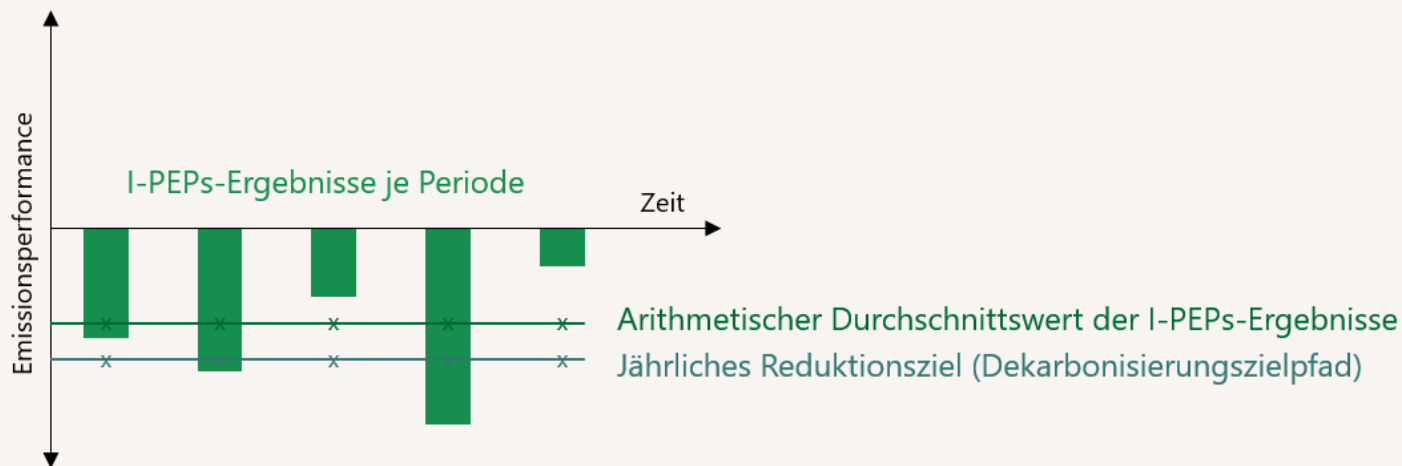 Emissionsperformance
I-PEPs-Ergebnisse je Periode
Zeit
x x x x x
Arithmetischer Durchschnittswert der I-PEPs-Ergebnisse
x x x x x
Jährliches Reduktionsziel (Dekarbonisierungszielpfad)